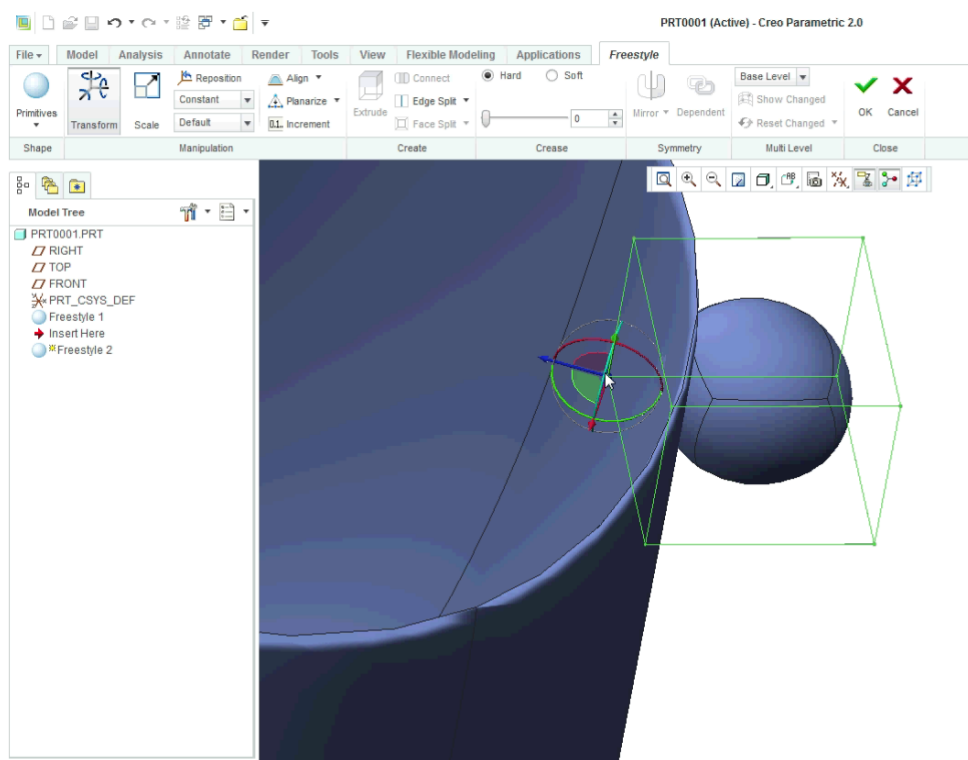 PRT0001 (Active) - Creo Parametric 2.0
File Model Analysis Annotate Render Tools View Flexible Modeling Applications Freestyle
Primitives
Transform
Scale
Reposition
Constant
Default
Align
Planarize
0.1.. Increment
Extrude
Connect
Edge Split
Face Split
Hard Soft
0
Mirror
Dependent
Base Level
Show Changed
Reset Changed
OK
Cancel
Shape Manipulation Create Crease Symmetry Multi Level Close
Model Tree
PRT0001.PRT
RIGHT
TOP
FRONT
PRT_CSYS_DEF
Freestyle 1
Insert Here
Freestyle 2